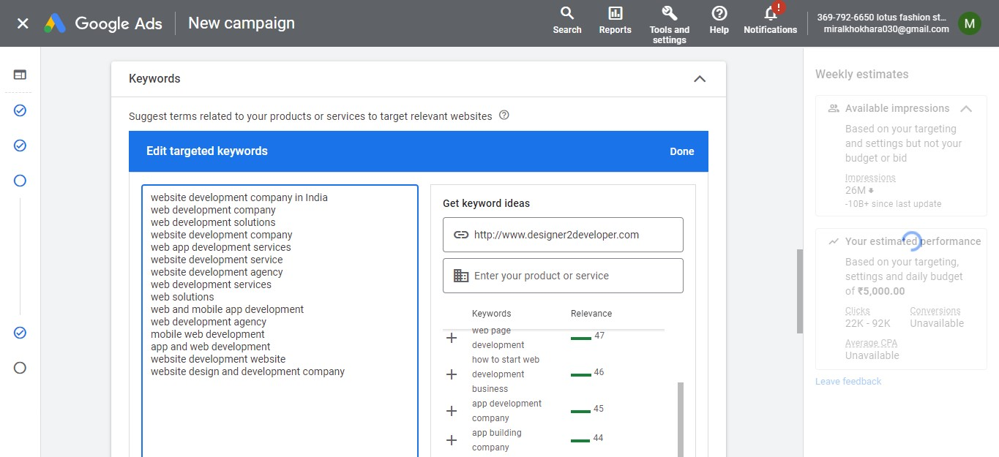 Google Ads
New campaign
Search
Reports
Tools and
settings
Help
!
Notifications
369-792-6650 lotus fashion st...
miralkhokhara030@gmail.com
M
Keywords
Suggest terms related to your products or services to target relevant websites
Edit targeted keywords
Done
website development company in India
web development company
web development solutions
website development company
web app development services
website development service
website development agency
web development services
web solutions
web and mobile app development
web development agency
mobile web development
app and web development
website development website
website design and development company
Get keyword ideas
http://www.designer2developer.com
Enter your product or service
Keywords
Relevance
web page
development
47
how to start web
development
business
46
app development
company
45
app building
company
44
Weekly estimates
Available impressions
Based on your targeting
and settings but not your
budget or bid
Impressions
26M
-10B+ since last update
Your estimated performance
Based on your targeting,
settings and daily budget
of ₹5,000.00
Clicks
22K - 92K
Conversions
Unavailable
Average CPA
Unavailable
Leave feedback